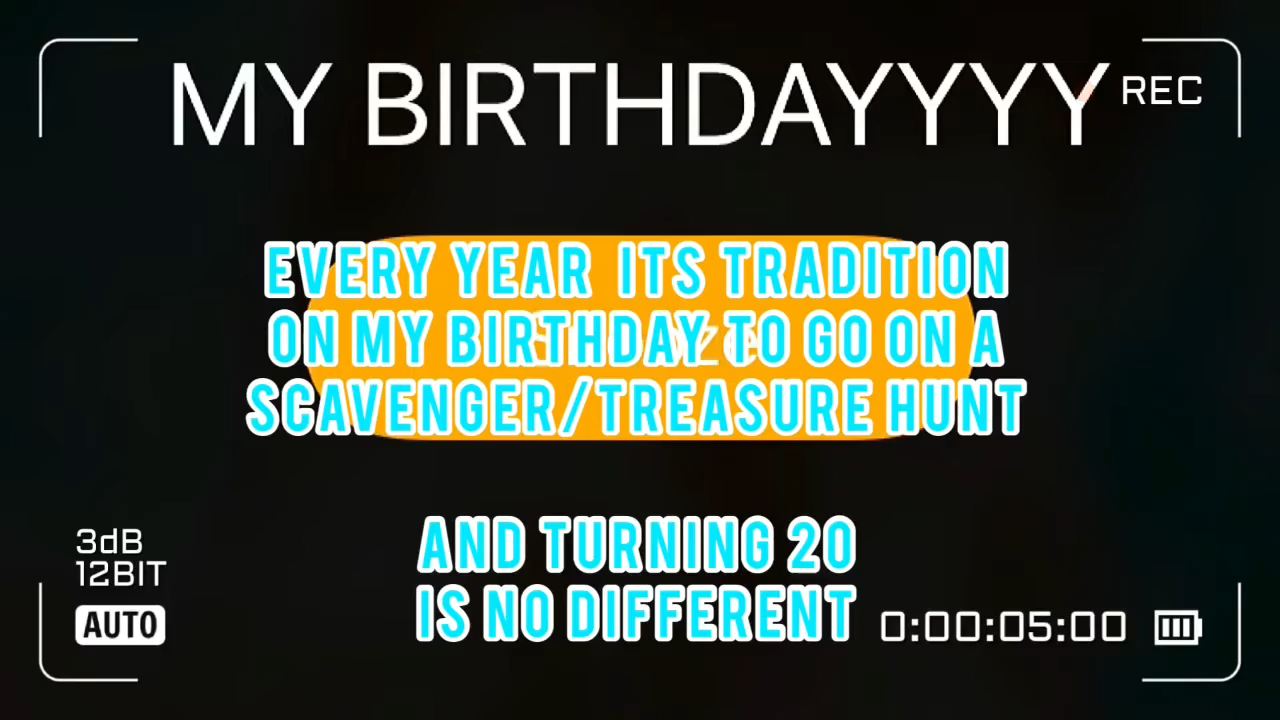 MY BIRTHDAYYYY
REC
EVERY YEAR ITS TRADITION
ON MY BIRTHDAY TO GO ON A
SCAVENGER/TREASURE HUNT
AND TURNING 20
IS NO DIFFERENT
3dB
12BIT
AUTO
0:00:05:00